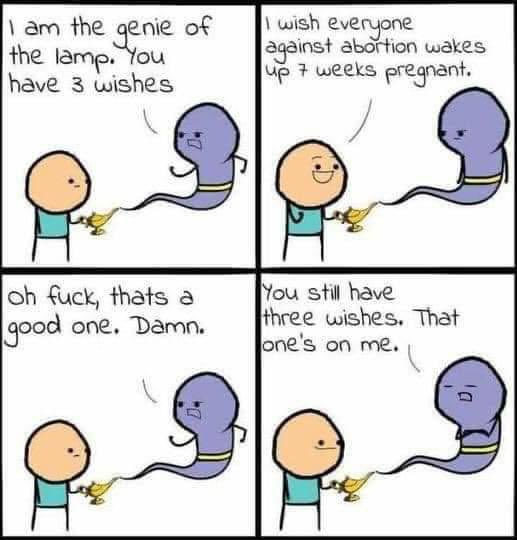 I am the genie of
the lamp. You
have 3 wishes
I wish everyone
against abortion wakes
up 7 weeks pregnant.
oh fuck, thats a
good one. Damn.
You still have
three wishes. That
one's on me.